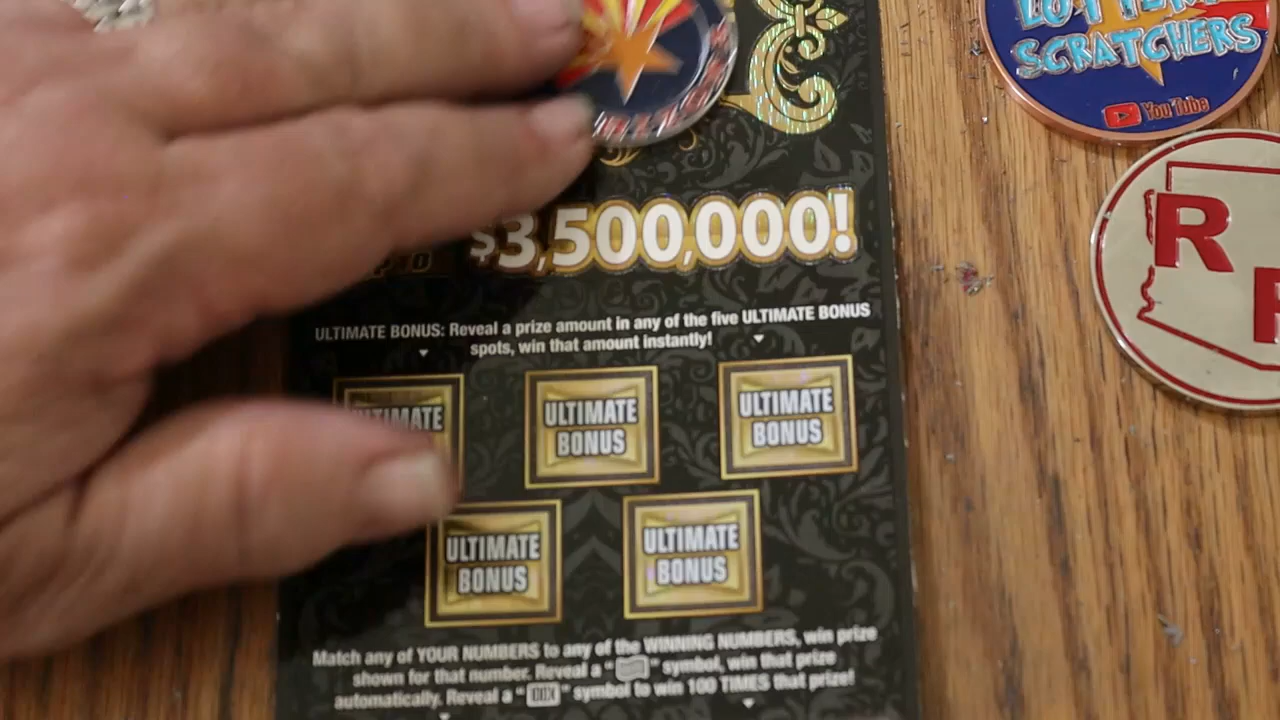 LOTTERY
SCRATCHERS
YouTube
R
$3,500,000!
ULTIMATE BONUS: Reveal a prize amount in any of the five ULTIMATE BONUS
spots, win that amount instantly!
ULTIMATE
ULTIMATE
BONUS
ULTIMATE
BONUS
ULTIMATE
BONUS
ULTIMATE
BONUS
Match any of YOUR NUMBERS to any of the WINNING NUMBERS, win prize
shown for that number. Reveal a " " symbol, win that prize
automatically. Reveal a "100X" symbol to win 100 TIMES that prize!